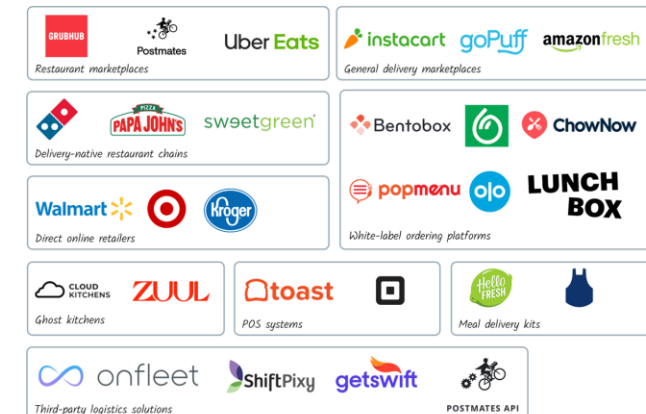 GRUBHUB
Postmates
Uber Eats
Restaurant marketplaces
instacart
goPuff
amazonfresh
General delivery marketplaces
PIZZA
PAPA JOHN'S
sweetgreen
Delivery-native restaurant chains
Bentobox
ChowNow
popmenu
olo
LUNCH
BOX
White-label ordering platforms
Walmart
Kroger
Direct online retailers
CLOUD
KITCHENS
ZUUL
Ghost kitchens
toast
POS systems
Hello
FRESH
Meal delivery kits
onfleet
ShiftPixy
getswift
POSTMATES API
Third-party logistics solutions